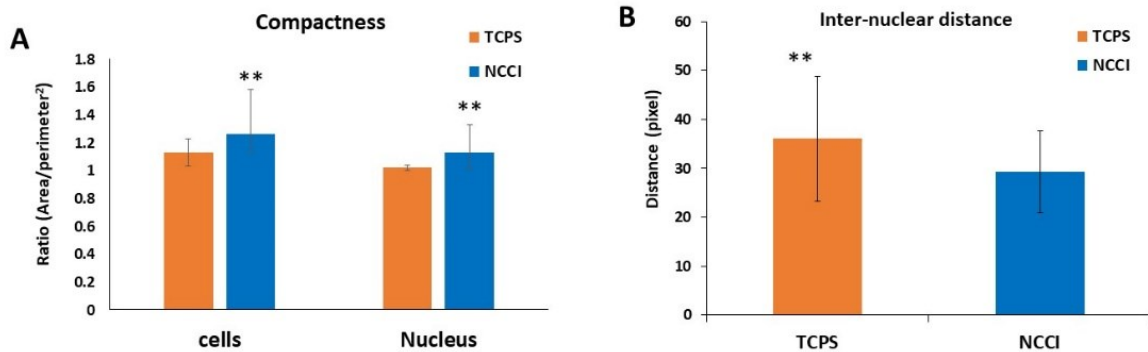 A
Compactness
TCPS
NCCI
Ratio (Area/perimeter²)
1.8
1.6
1.4
1.2
1
0.8
0.6
0.4
0.2
0
**
**
cells
Nucleus
B
Inter-nuclear distance
TCPS
NCCI
Distance (pixel)
60
50
40
30
20
10
0
**
TCPS
NCCI